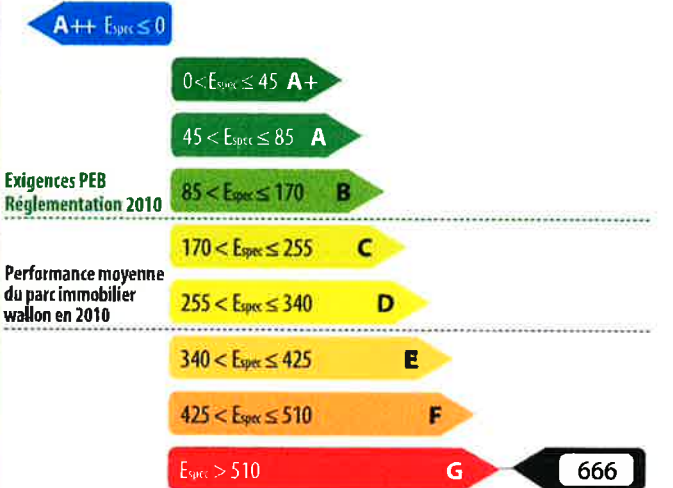 A++ Espec ≤ 0
0 < Espec ≤ 45 A+
45 < Espec ≤ 85 A
Exigences PEB
Réglementation 2010
85 < Espec ≤ 170 B
170 < Espec ≤ 255 C
Performance moyenne
du parc immobilier
wallon en 2010
255 < Espec ≤ 340 D
340 < Espec ≤ 425 E
425 < Espec ≤ 510 F
Espec > 510 G
666